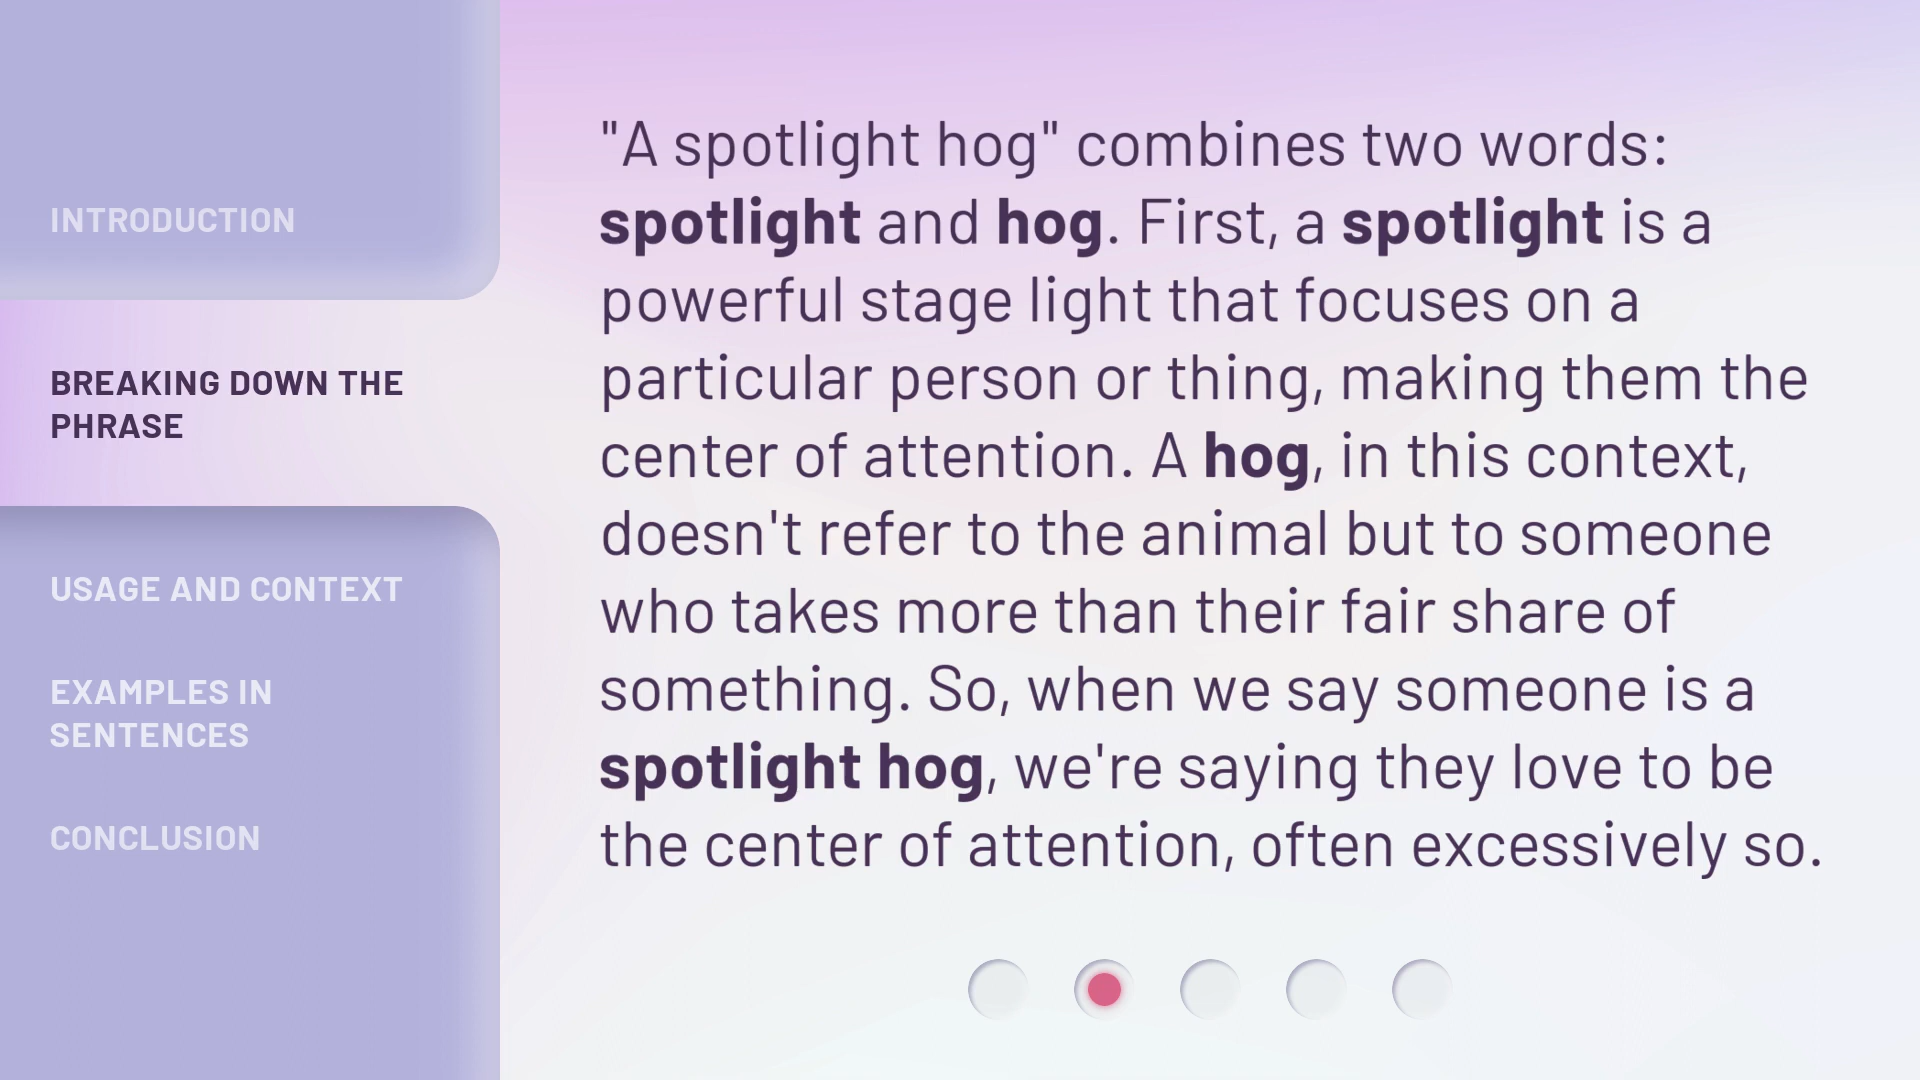 INTRODUCTION
BREAKING DOWN THE
PHRASE
USAGE AND CONTEXT
EXAMPLES IN
SENTENCES
CONCLUSION
"A spotlight hog" combines two words:
spotlight and hog. First, a spotlight is a
powerful stage light that focuses on a
particular person or thing, making them the
center of attention. A hog, in this context,
doesn't refer to the animal but to someone
who takes more than their fair share of
something. So, when we say someone is a
spotlight hog, we're saying they love to be
the center of attention, often excessively so.